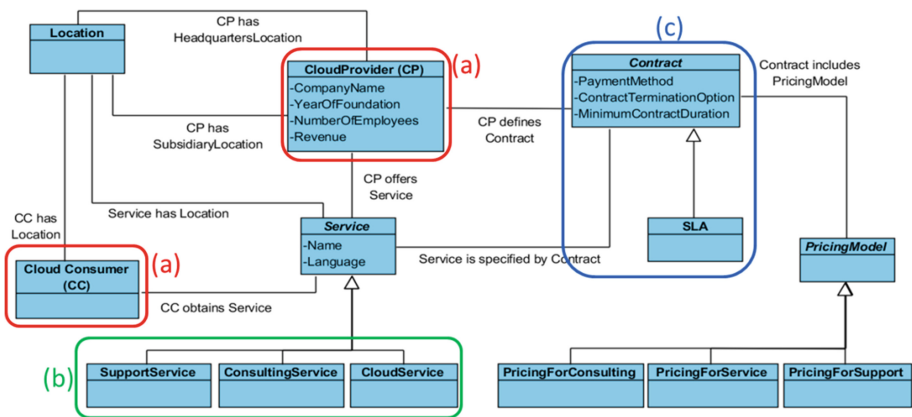 CP has
HeadquartersLocation
Location
(a)
CloudProvider (CP)
-CompanyName
-YearOfFoundation
-NumberOfEmployees
-Revenue
(c)
Contract
-PaymentMethod
-ContractTerminationOption
-MinimumContractDuration
Contract includes
PricingModel
CP has
SubsidiaryLocation
CP defines
Contract
CP offers
Service
CC has
Location
Service has Location
Service
-Name
-Language
SLA
PricingModel
Service is specified by Contract
Cloud Consumer
(CC)
(a)
CC obtains Service
(b)
SupportService
ConsultingService
CloudService
PricingForConsulting
PricingForService
PricingForSupport